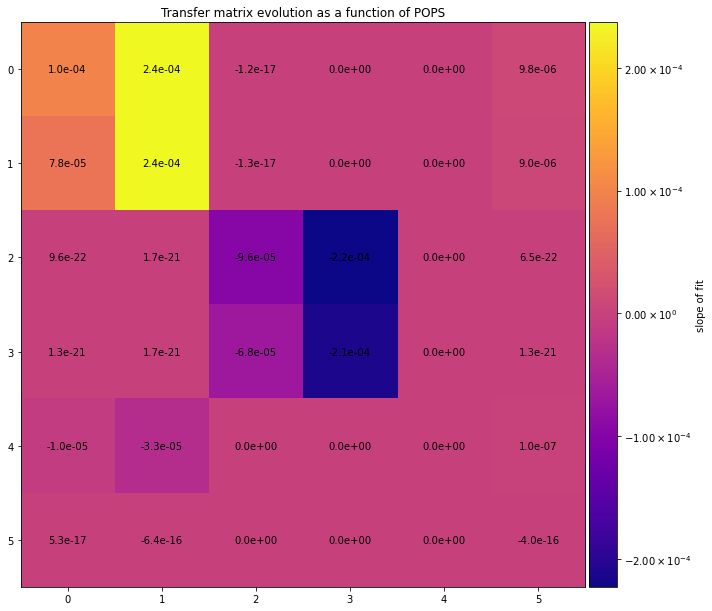 Transfer matrix evolution as a function of POPS
0 1.0e-04 2.4e-04 -1.2e-17 0.0e+00 0.0e+00 9.8e-06
1 7.8e-05 2.4e-04 -1.3e-17 0.0e+00 0.0e+00 9.0e-06
2 9.6e-22 1.7e-21 -9.6e-05 -2.2e-04 0.0e+00 6.5e-22
3 1.3e-21 1.7e-21 -6.8e-05 -2.1e-04 0.0e+00 1.3e-21
4 -1.0e-05 -3.3e-05 0.0e+00 0.0e+00 0.0e+00 1.0e-07
5 5.3e-17 -6.4e-16 0.0e+00 0.0e+00 0.0e+00 -4.0e-16
0 1 2 3 4 5
2.00 × 10⁻⁴
1.00 × 10⁻⁴
0.00 × 10⁰
−1.00 × 10⁻⁴
−2.00 × 10⁻⁴
slope of fit